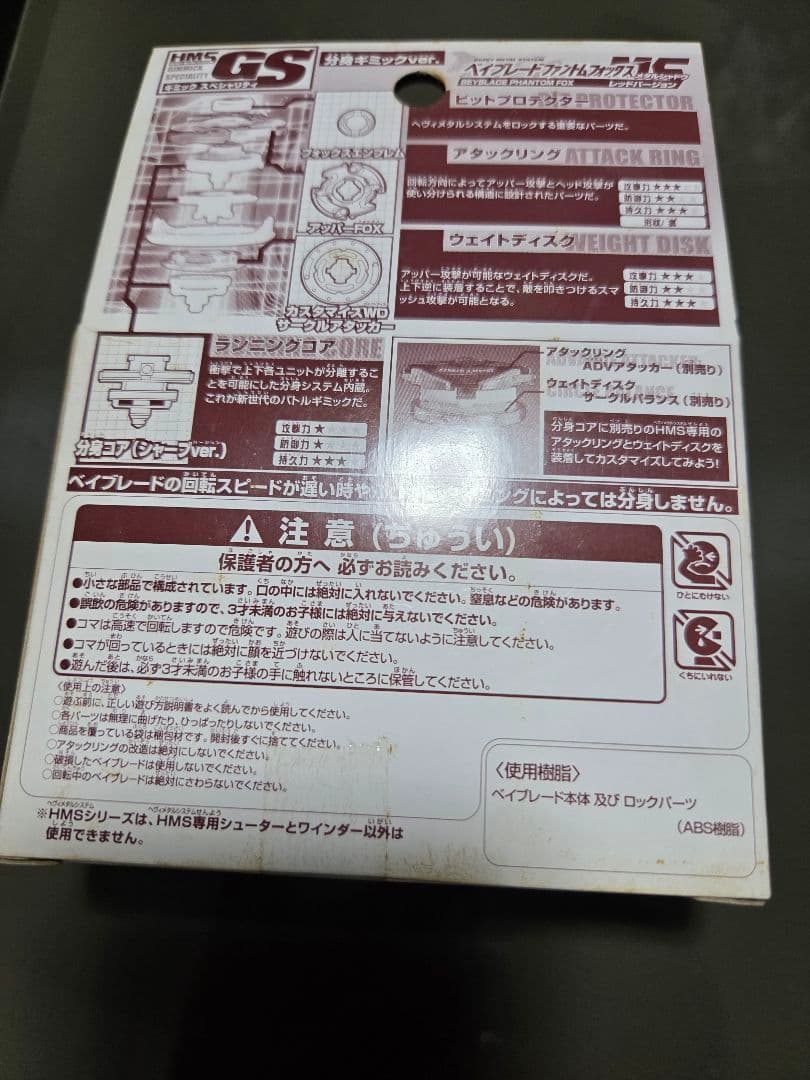 HMS
GIMMICK
SPECIALITY
GS
ギミック スペシャリティ
分身ギミックver.
HEAVY METAL SYSTEM
ベイブレードファントムフォックスMS
BEYBLADE PHANTOM FOX
メタルシャドウ
レッドバージョン
ビットプロテクター PROTECTOR
ヘヴィメタルシステムをロックする重要なパーツだ。
フォックスエンブレム
アタックリング ATTACK RING
回転方向によってアッパー攻撃とヘッド攻撃が
使い分けられる構造に設計されたパーツだ。
攻撃力 ★★★
防御力 ★★
持久力 ★★★
アッパーFOX
ウェイトディスク WEIGHT DISK
アッパー攻撃が可能なウェイトディスクだ。
上下逆に装着することで、敵を叩きつけるスマ
ッシュ攻撃が可能となる。
攻撃力 ★★★
防御力 ★★
持久力 ★★★
カスタマイズWD
サークルアタッカー
ランニングコア CORE
衝撃で上下各ユニットが分離するこ
とを可能にした分身システム内蔵。
これが新世代のバトルギミックだ。
攻撃力 ★
防御力 ★
持久力 ★★★
分身コア(シャープver.)
アタックリング
ADVアタッカー(別売り)
ウェイトディスク
サークルバランス(別売り)
分身コアに別売りのHMS専用の
アタックリングとウェイトディスクを
装着してカスタマイズしてみよう!
ベイブレードの回転スピードが遅い時や
ングによっては分身しません。
注意(ちゅうい)
保護者の方へ 必ずお読みください。
●小さな部品で構成されています。口の中には絶対に入れないでください。窒息などの危険があります。
●誤飲の危険がありますので、3才未満のお子様には絶対に与えないでください。
●コマは高速で回転しますので危険です。遊びの際は人に当てないように注意してください。
●コマが回っているときには絶対に顔を近づけないでください。
●遊んだ後は、必ず3才未満のお子様の手に触れないところに保管してください。
ひとにむけない
くちにいれない
〈使用上の注意〉
○遊ぶ前に、正しい遊び方説明書をよく読んでから使用してください。
○各パーツは無理に曲げたり、ひっぱったりしないでください。
○商品を覆っている袋は梱包材です。開封後すぐに捨ててください。
○アタックリングの改造は絶対にしないでください。
○破損したベイブレードは使用しないでください。
○回転中のベイブレードは絶対にさわらないでください。
※HMSシリーズは、HMS専用シューターとワインダー以外は
使用できません。
〈使用樹脂〉
ベイブレード本体 及び ロックパーツ
(ABS樹脂)